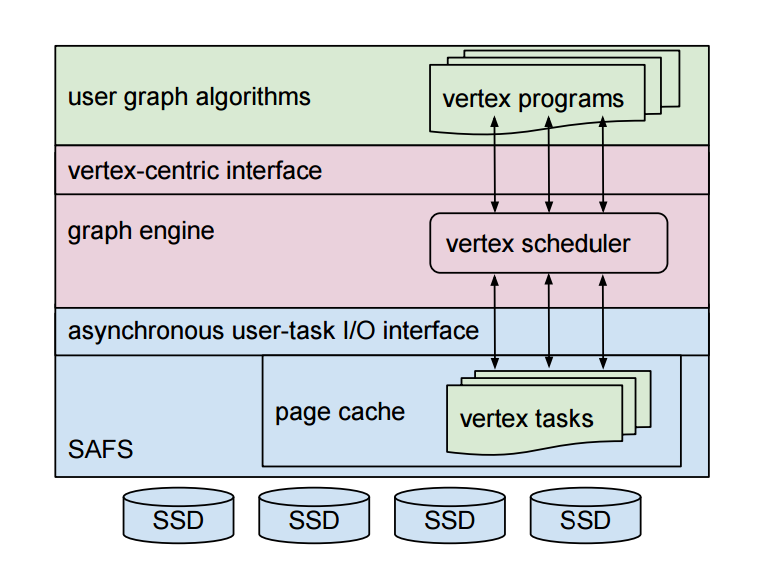 user graph algorithms
vertex programs
vertex-centric interface
graph engine
vertex scheduler
asynchronous user-task I/O interface
page cache
vertex tasks
SAFS
SSD
SSD
SSD
SSD